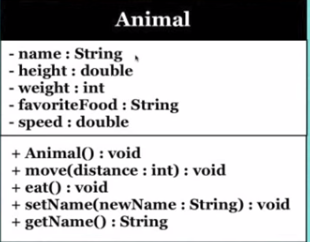 Animal
- name : String
- height : double
- weight : int
- favoriteFood : String
- speed : double
+ Animal() : void
+ move(distance : int) : void
+ eat() : void
+ setName(newName : String) : void
+ getName() : String